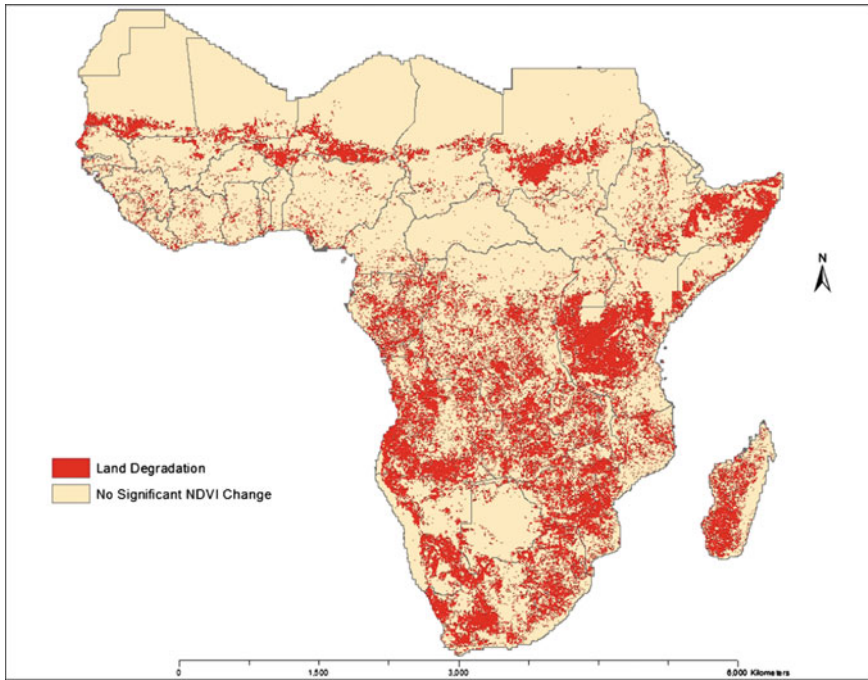 N
Land Degradation
No Significant NDVI Change
0 1,500 3,000 6,000 Kilometers